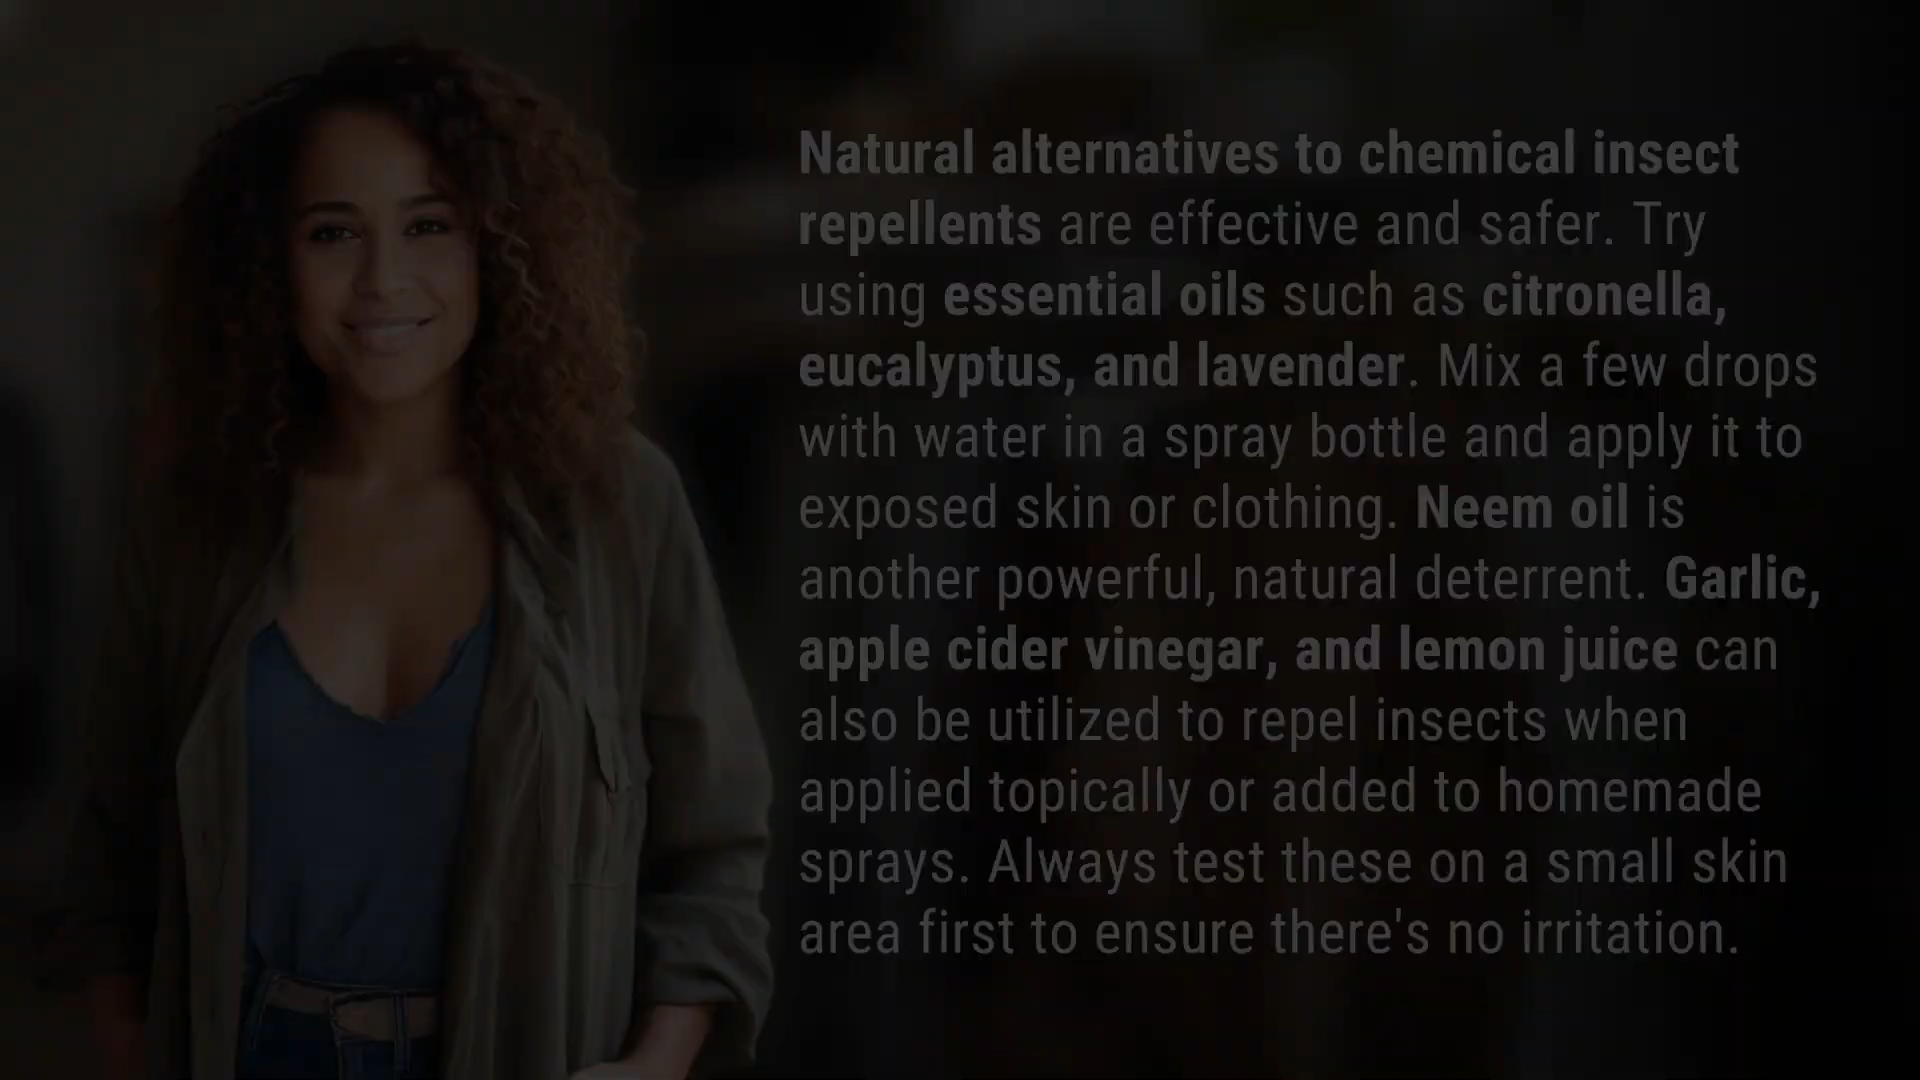 Natural alternatives to chemical insect
repellents are effective and safer. Try
using essential oils such as citronella,
eucalyptus, and lavender. Mix a few drops
with water in a spray bottle and apply it to
exposed skin or clothing. Neem oil is
another powerful, natural deterrent. Garlic,
apple cider vinegar, and lemon juice can
also be utilized to repel insects when
applied topically or added to homemade
sprays. Always test these on a small skin
area first to ensure there's no irritation.